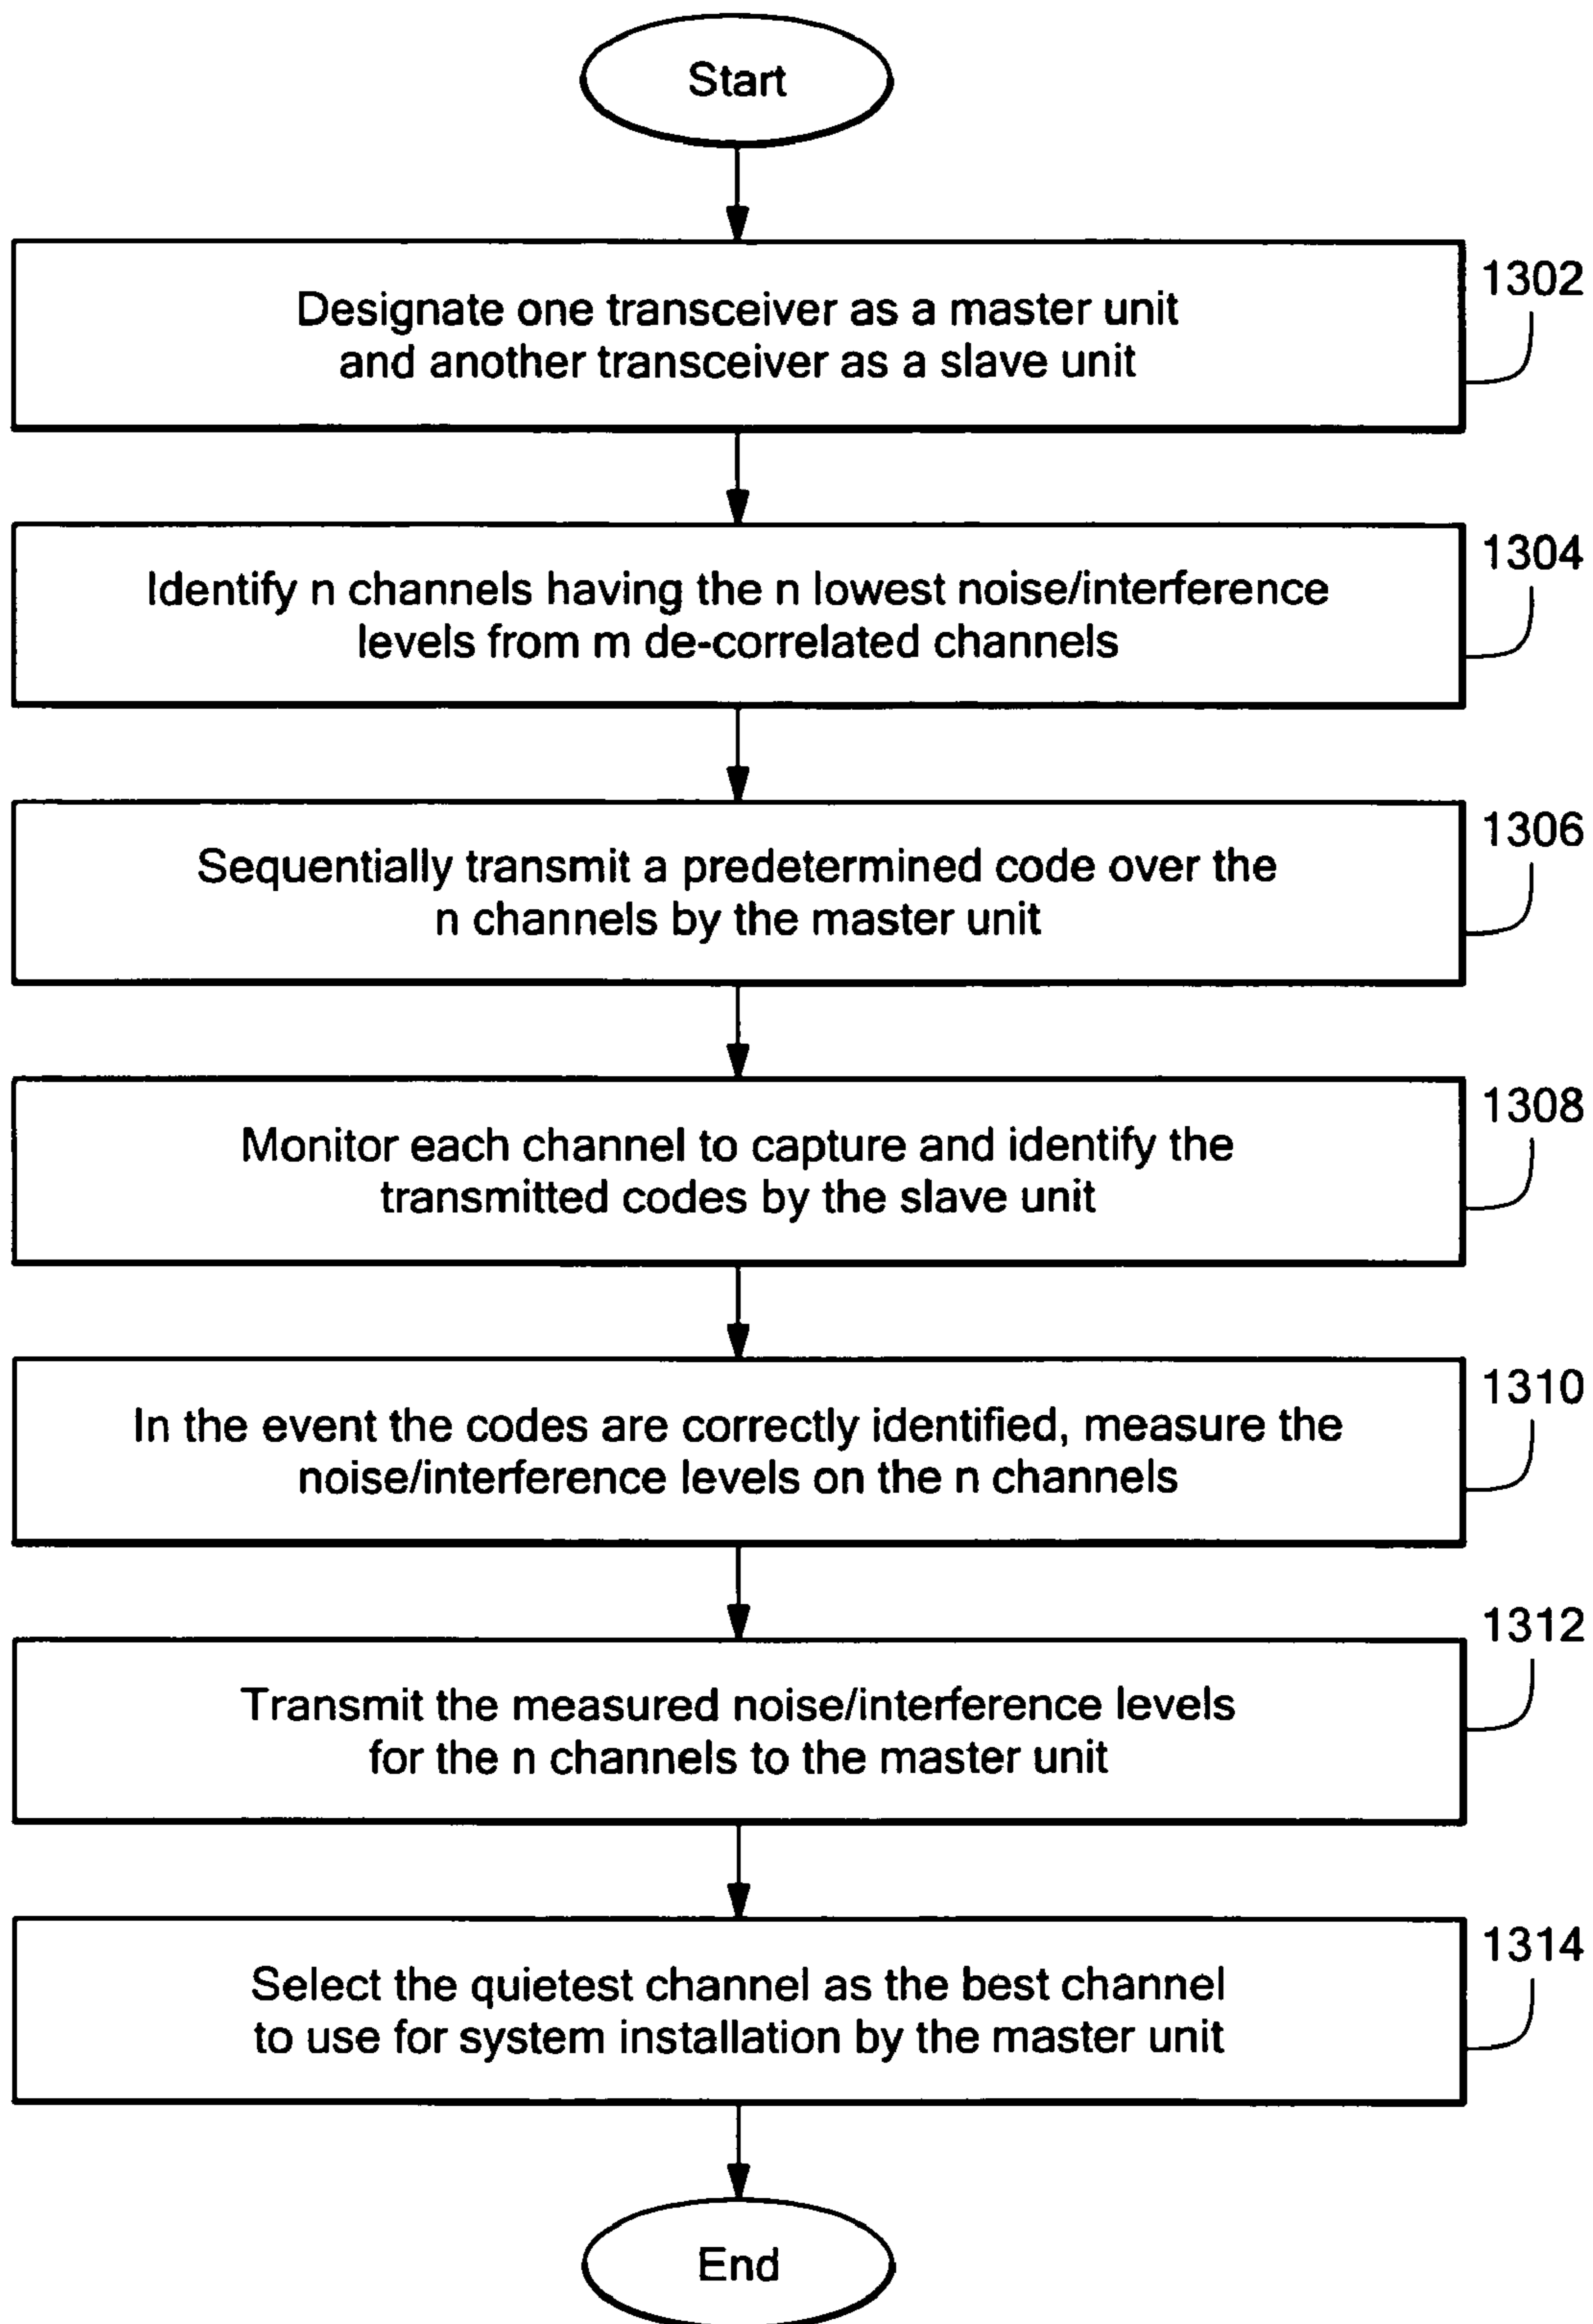 Start
1302
Designate one transceiver as a master unit
and another transceiver as a slave unit
1304
Identify n channels having the n lowest noise/interference
levels from m de-correlated channels
1306
Sequentially transmit a predetermined code over the
n channels by the master unit
1308
Monitor each channel to capture and identify the
transmitted codes by the slave unit
1310
In the event the codes are correctly identified, measure the
noise/interference levels on the n channels
1312
Transmit the measured noise/interference levels
for the n channels to the master unit
1314
Select the quietest channel as the best channel
to use for system installation by the master unit
End